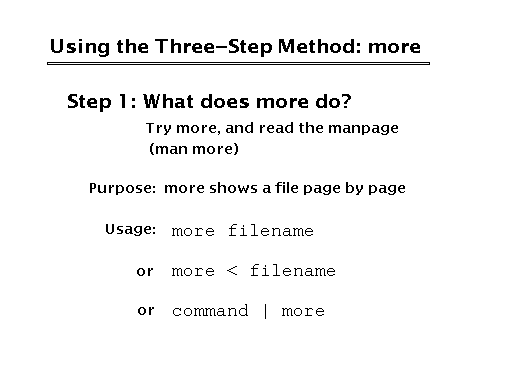 Using the Three-Step Method: more
Step 1: What does more do?
Try more, and read the manpage
(man more)
Purpose: more shows a file page by page
Usage: more filename
or more < filename
or command | more